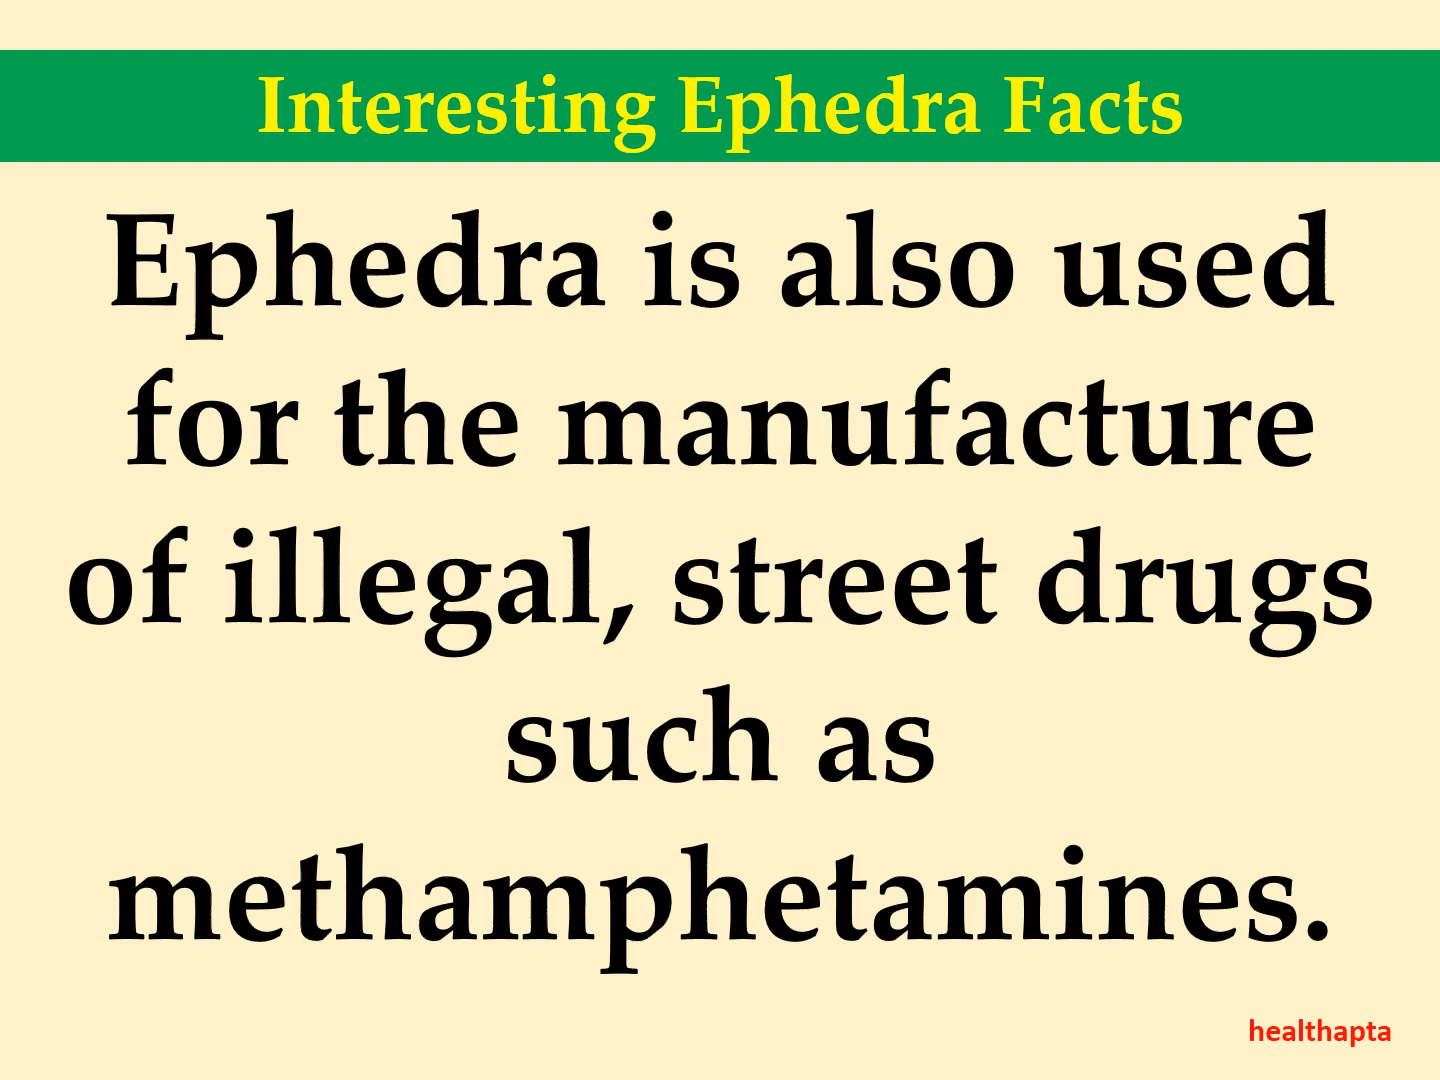 Interesting Ephedra Facts
Ephedra is also used
for the manufacture
of illegal, street drugs
such as
methamphetamines.
healthapta